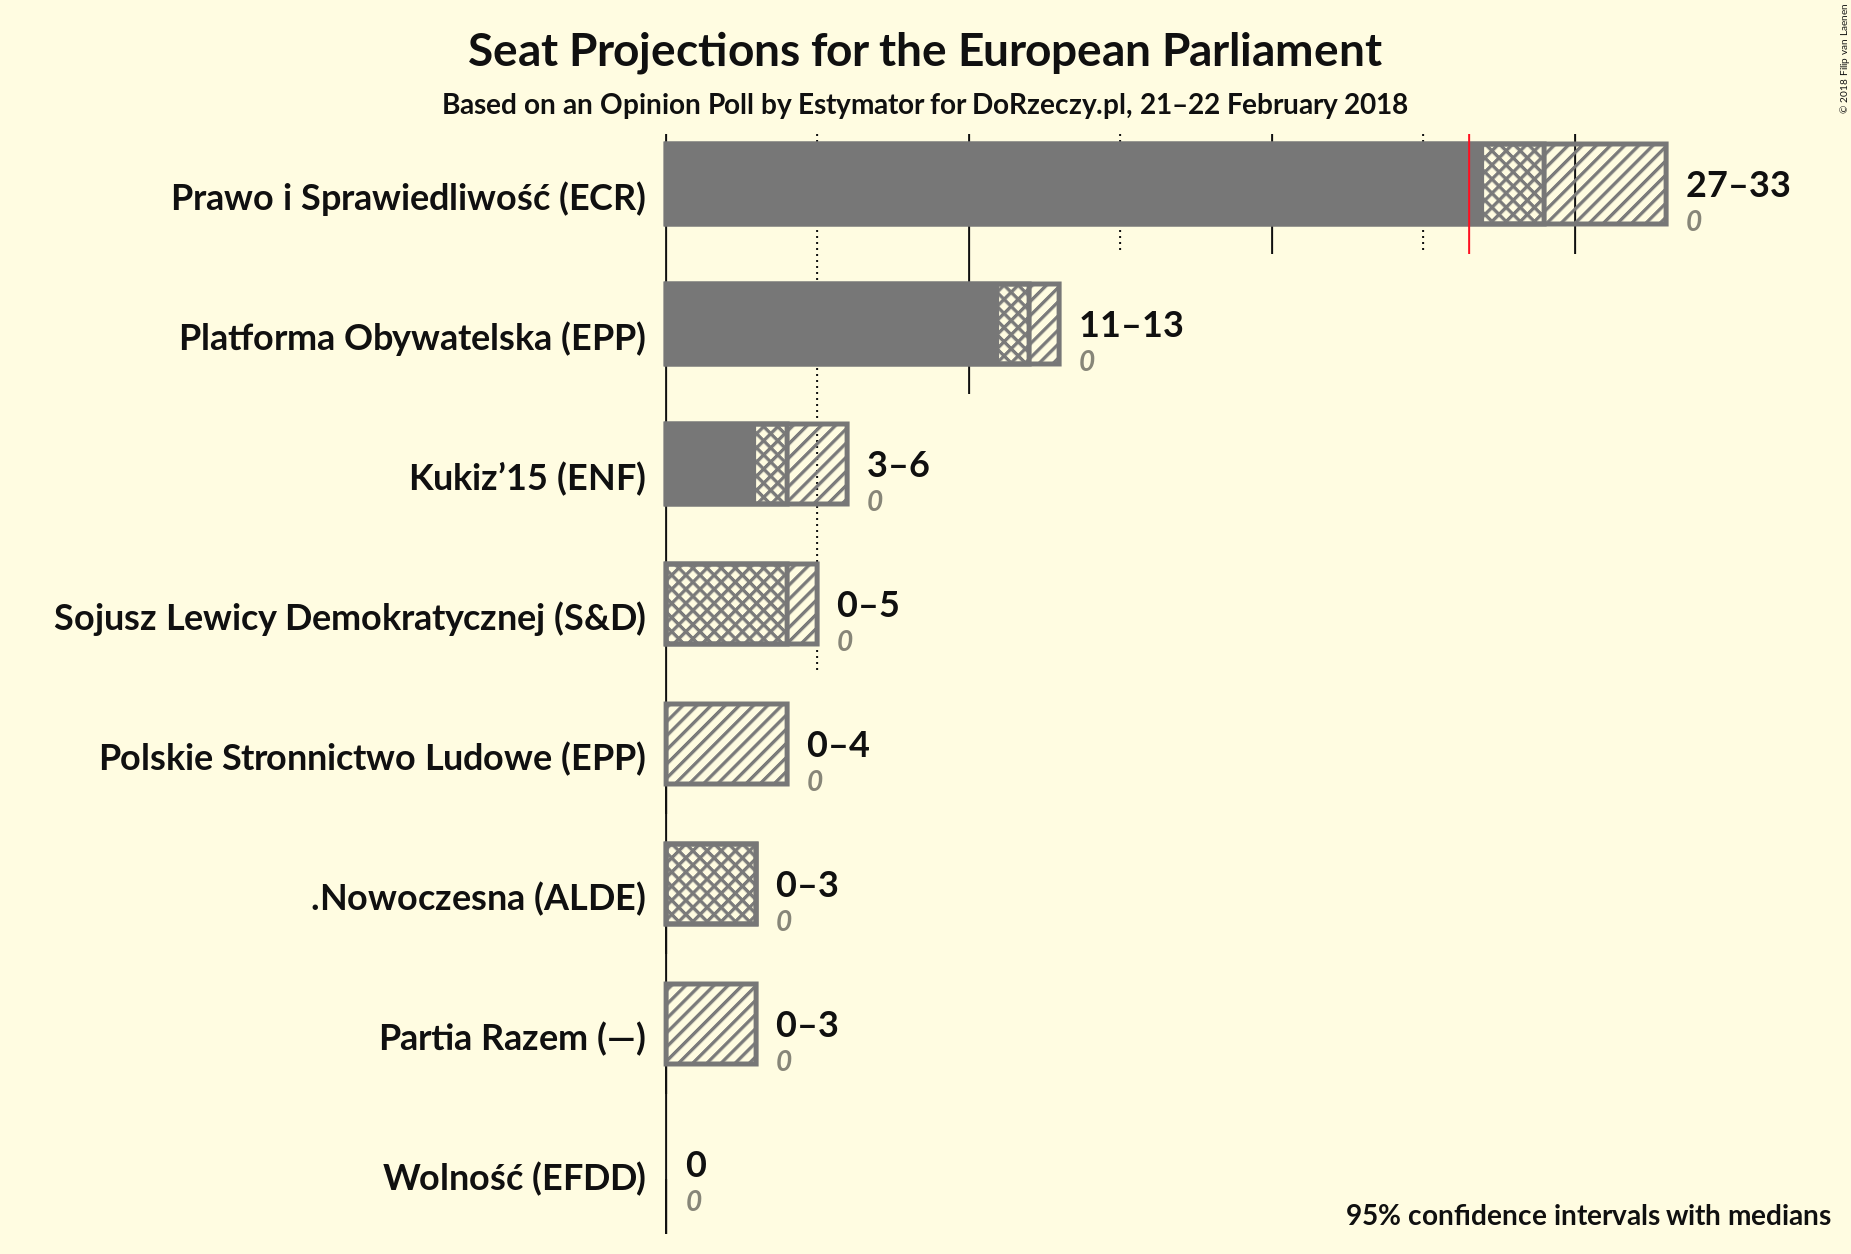 Seat Projections for the European Parliament
Based on an Opinion Poll by Estymator for DoRzeczy.pl, 21–22 February 2018
© 2018 Filip van Laenen
Prawo i Sprawiedliwość (ECR)
27–33
0
Platforma Obywatelska (EPP)
11–13
0
Kukiz’15 (ENF)
3–6
0
Sojusz Lewicy Demokratycznej (S&D)
0–5
0
Polskie Stronnictwo Ludowe (EPP)
0–4
0
.Nowoczesna (ALDE)
0–3
0
Partia Razem (—)
0–3
0
Wolność (EFDD)
0
0
95% confidence intervals with medians